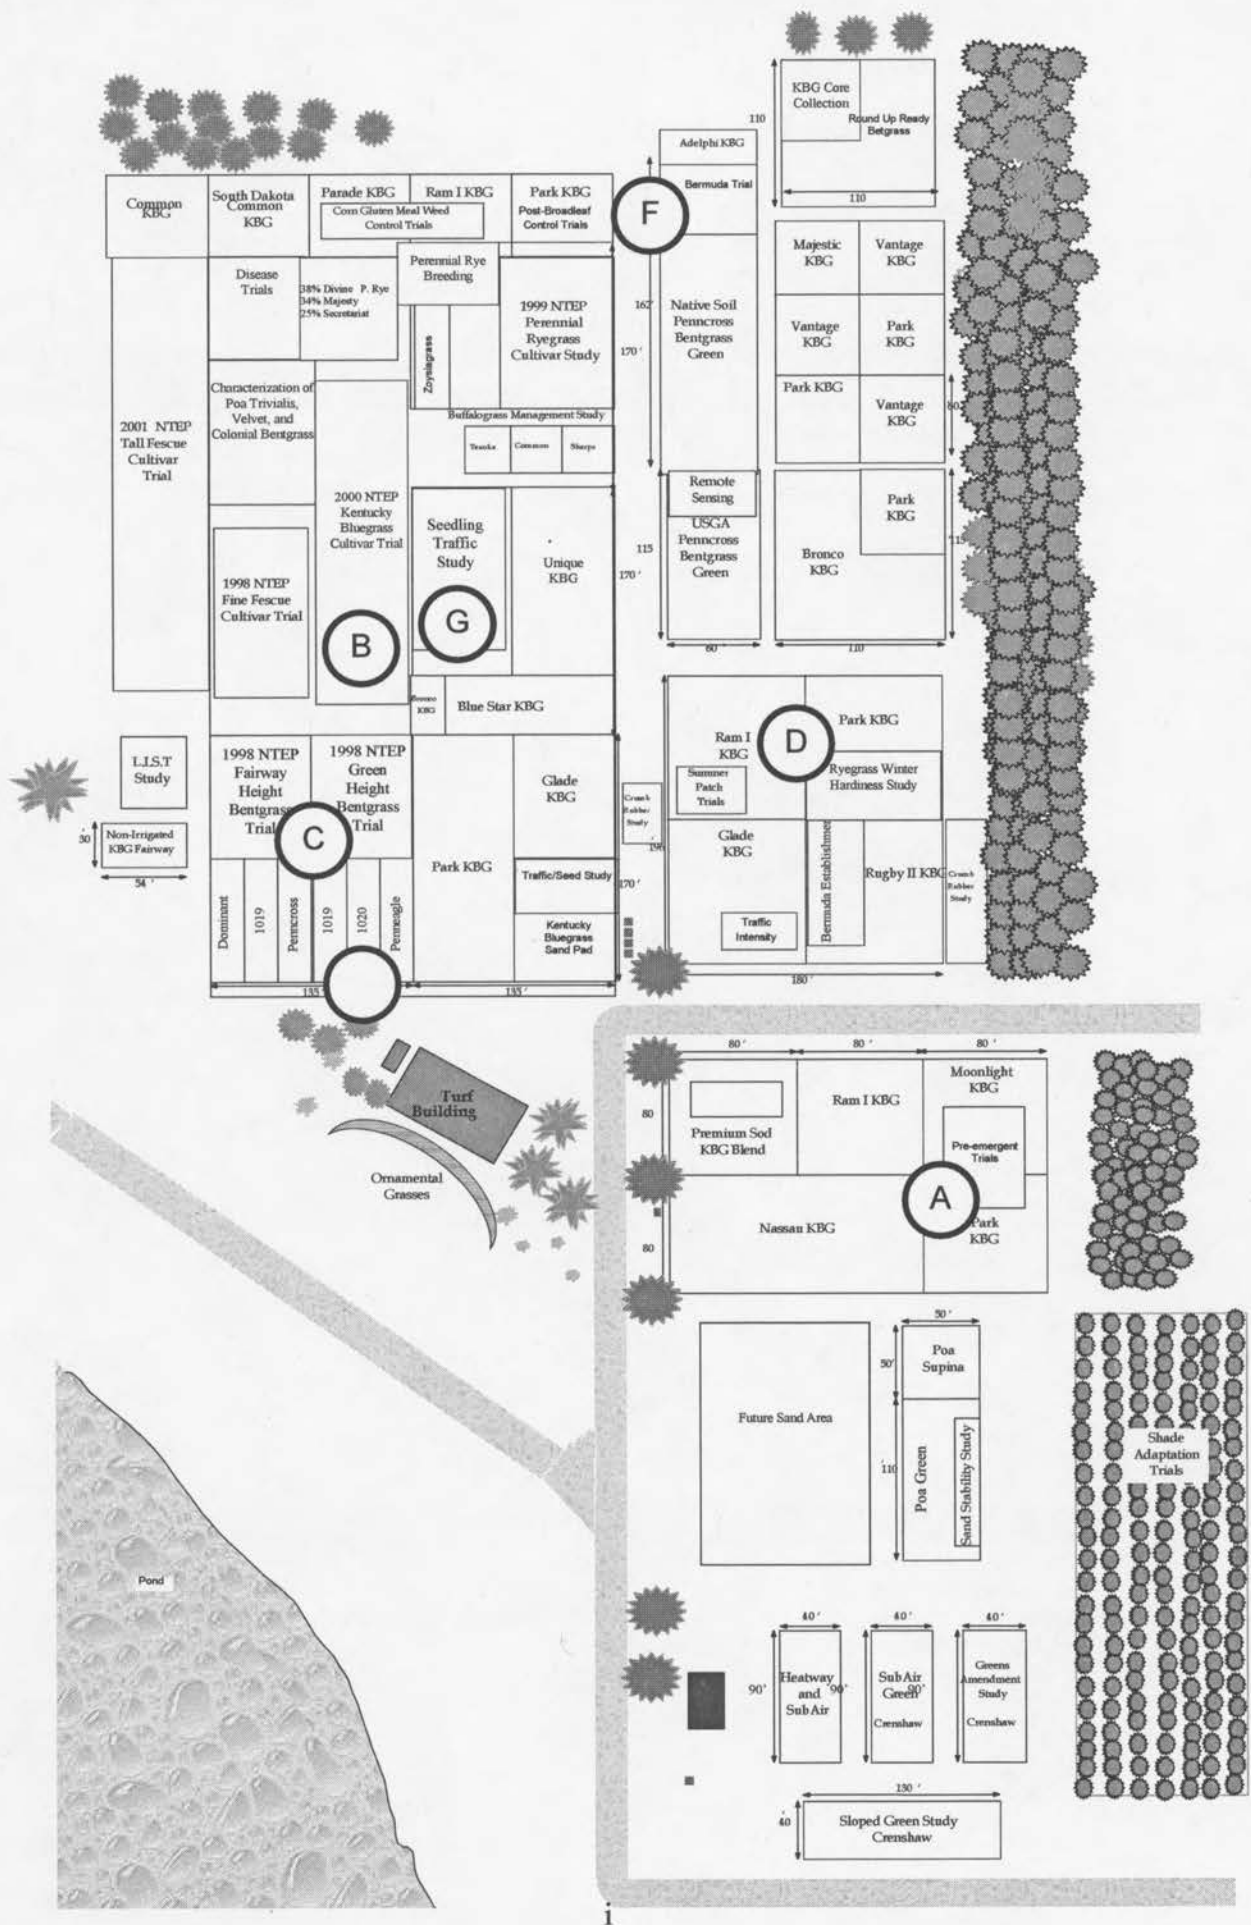 KBG Core
Collection
Round Up Ready
Betgrass
110
110
Adelphi KBG
Bermuda Trial
F
Common
KBG
South Dakota
Common
KBG
Parade KBG
Ram I KBG
Park KBG
Corn Gluten Meal Weed
Control Trials
Post-Broadleaf
Control Trials
Majestic
KBG
Vantage
KBG
Disease
Trials
38% Divine P. Rye
34% Majesty
25% Secretariat
Perennial Rye
Breeding
1999 NTEP
Perennial
Ryegrass
Cultivar Study
Zoysiagrass
162'
170 '
Native Soil
Penncross
Bentgrass
Green
Vantage
KBG
Park
KBG
Park KBG
Vantage
KBG
60
Characterization of
Poa Trivialis,
Velvet, and
Colonial Bentgrass
2001 NTEP
Tall Fescue
Cultivar
Trial
Buffalograss Management Study
Texoka
Common
Sharps
2000 NTEP
Kentucky
Bluegrass
Cultivar Trial
Seedling
Traffic
Study
Unique
KBG
Remote
Sensing
USGA
Penncross
Bentgrass
Green
115
170 '
60 '
Park
KBG
Bronco
KBG
115
110
1998 NTEP
Fine Fescue
Cultivar Trial
B
G
Bronco
KBG
Blue Star KBG
L.I.S.T
Study
1998 NTEP
Fairway
Height
Bentgrass
Trial
1998 NTEP
Green
Height
Bentgrass
Trial
C
Glade
KBG
Park KBG
Traffic/Seed Study
Kentucky
Bluegrass
Sand Pad
Non-Irrigated
KBG Fairway
30
54 '
Dominant
1019
Penncross
1019
1020
Penneagle
135 '
135 '
170 '
Crumb
Rubber
Study
196
Ram I
KBG
D
Park KBG
Summer
Patch
Trials
Ryegrass Winter
Hardiness Study
Glade
KBG
Traffic
Intensity
Bermuda Establishmen
Rugby II KBG
Crumb
Rubber
Study
180 '
Turf
Building
Ornamental
Grasses
80 '
80 '
80 '
80
80
Premium Sod
KBG Blend
Ram I KBG
Moonlight
KBG
Pre-emergent
Trials
A
Nassau KBG
Park
KBG
Future Sand Area
50 '
50'
Poa
Supina
110'
Poa Green
Sand Stability Study
Shade
Adaptation
Trials
Pond
40 '
40 '
40 '
90'
Heatway
and
SubAir
90'
SubAir
Green
Crenshaw
90'
Greens
Amendment
Study
Crenshaw
130 '
40'
Sloped Green Study
Crenshaw
i